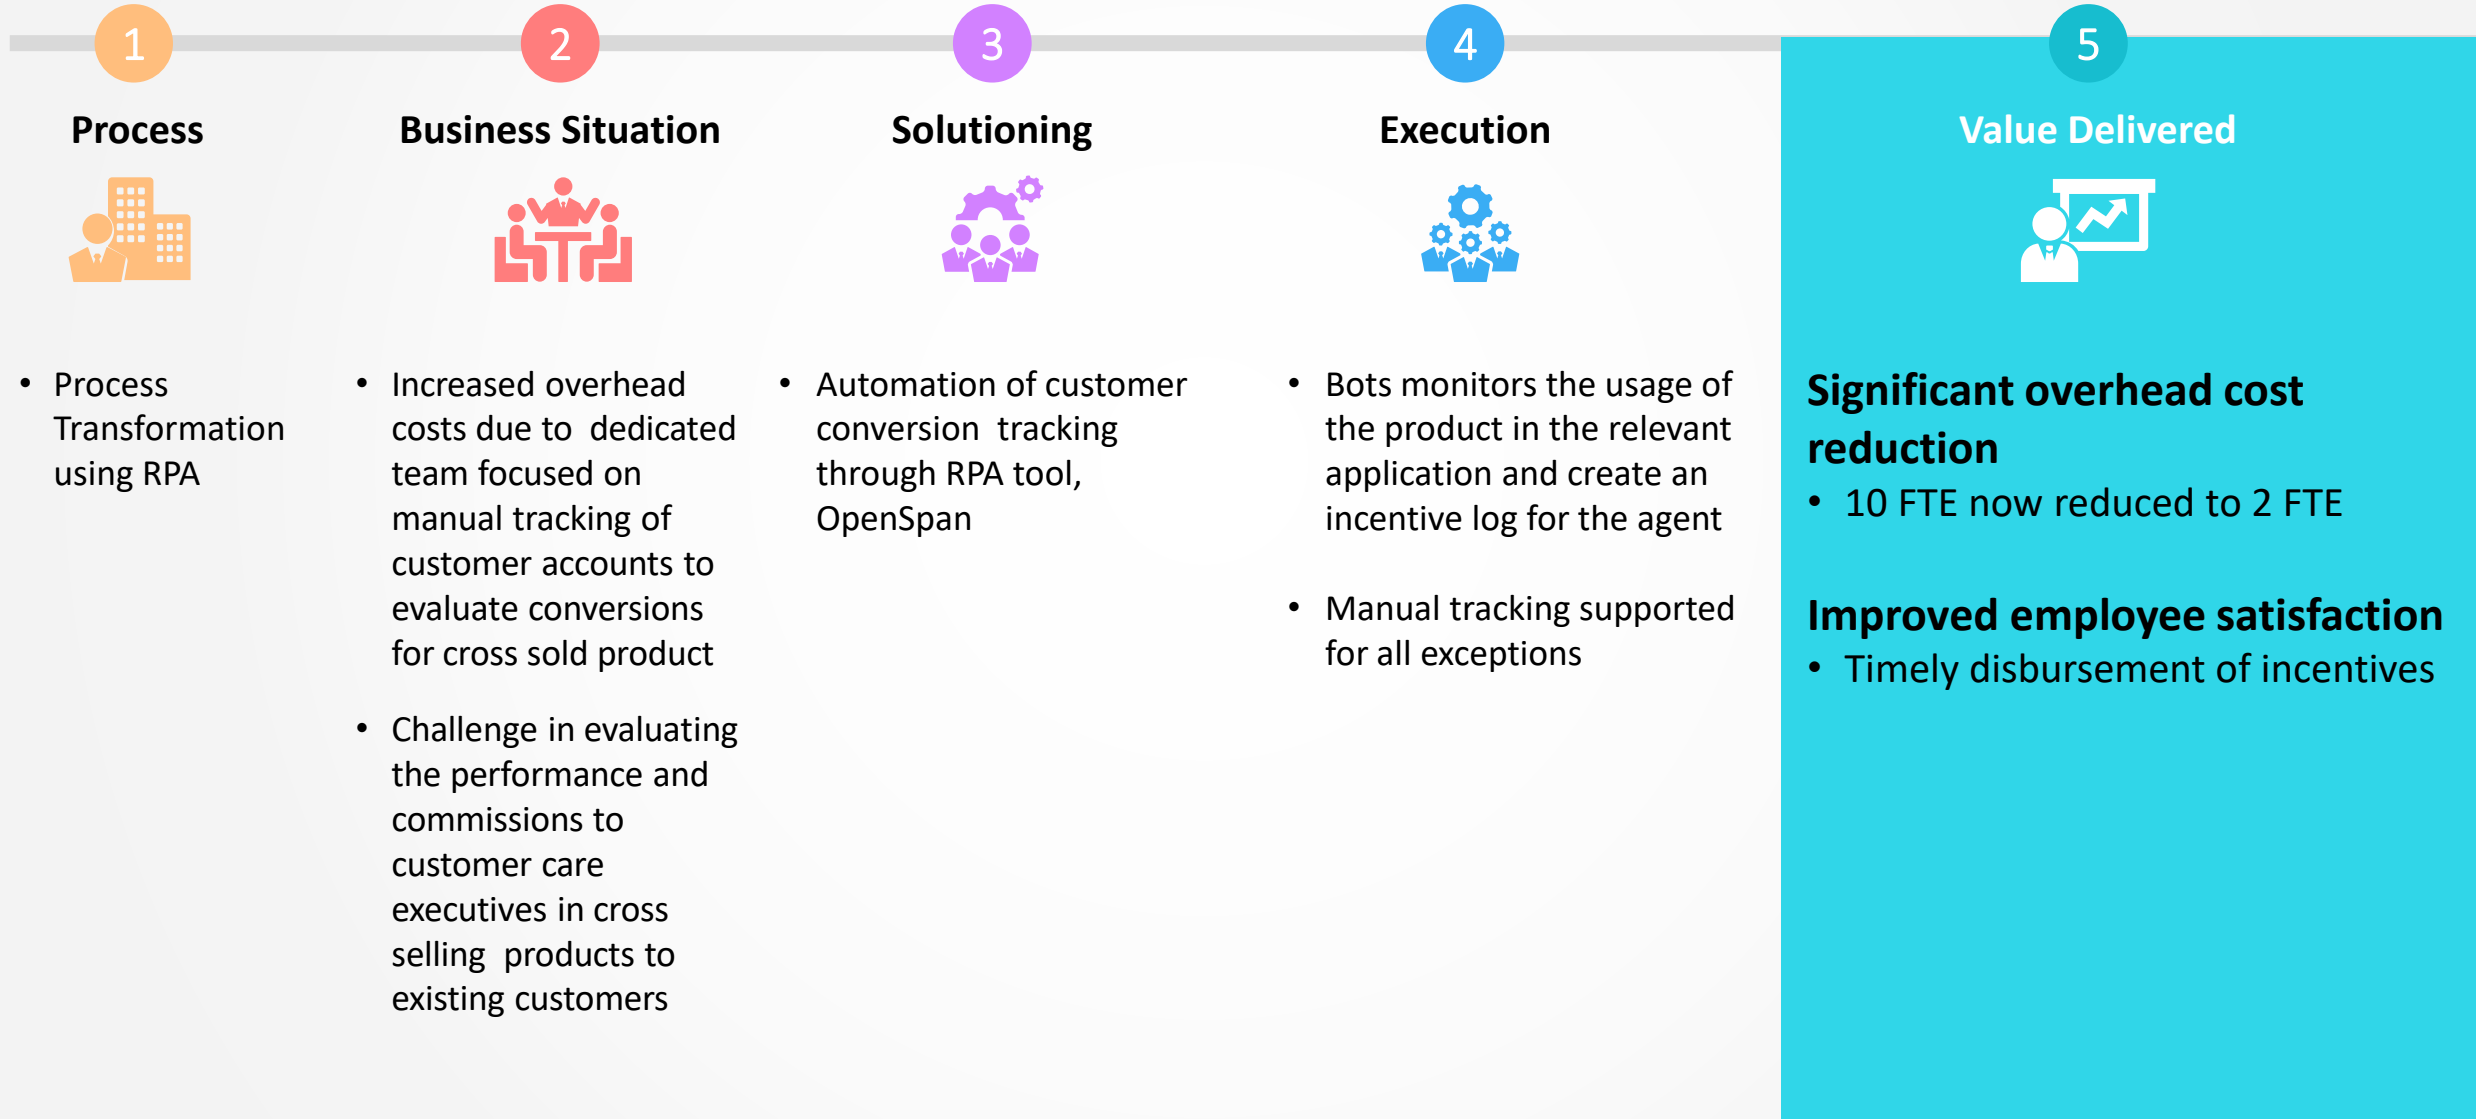 1
Process
• Process
Transformation
using RPA
2
Business Situation
• Increased overhead
costs due to dedicated
team focused on
manual tracking of
customer accounts to
evaluate conversions
for cross sold product
• Challenge in evaluating
the performance and
commissions to
customer care
executives in cross
selling products to
existing customers
3
Solutioning
• Automation of customer
conversion tracking
through RPA tool,
OpenSpan
4
Execution
• Bots monitors the usage of
the product in the relevant
application and create an
incentive log for the agent
• Manual tracking supported
for all exceptions
5
Value Delivered
Significant overhead cost
reduction
• 10 FTE now reduced to 2 FTE
Improved employee satisfaction
• Timely disbursement of incentives